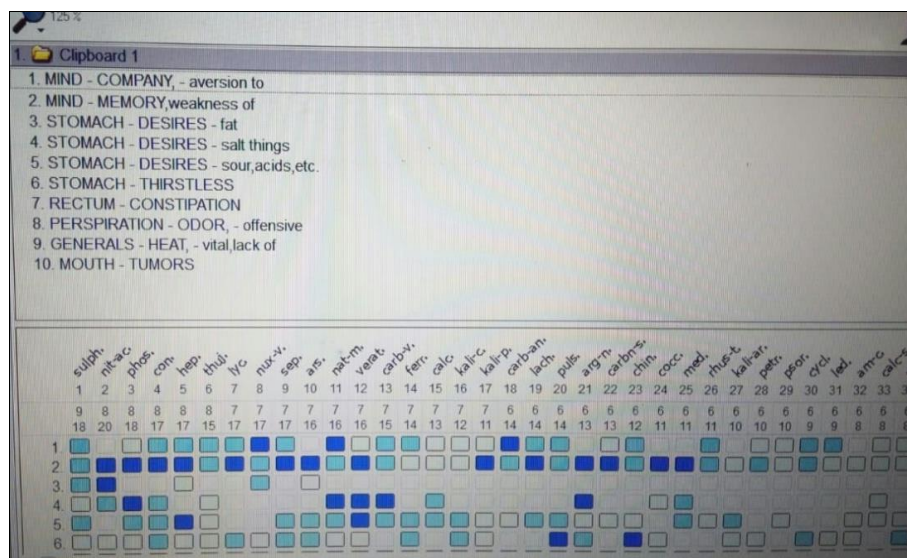 125 %
1. Clipboard 1
1. MIND - COMPANY, - aversion to
2. MIND - MEMORY,weakness of
3. STOMACH - DESIRES - fat
4. STOMACH - DESIRES - salt things
5. STOMACH - DESIRES - sour,acids,etc.
6. STOMACH - THIRSTLESS
7. RECTUM - CONSTIPATION
8. PERSPIRATION - ODOR, - offensive
9. GENERALS - HEAT, - vital,lack of
10. MOUTH - TUMORS
sulph. nit-ac. phos. con. hep. thuj. lyc. nux-v. sep. ars. nat-m. verat. carb-v. ferr. calc. kali-c. kali-p. carb-an. lach. puls. arg-n. carbn-s. chin. cocc. med. rhus-t. kali-ar. petr. psor. cycl. led. am-c. calc-s.
1 2 3 4 5 6 7 8 9 10 11 12 13 14 15 16 17 18 19 20 21 22 23 24 25 26 27 28 29 30 31 32 33
9 8 8 8 8 8 7 7 7 7 7 7 7 7 7 7 7 6 6 6 6 6 6 6 6 6 6 6 6 6 6 6 6
18 20 18 17 17 15 17 17 17 16 16 16 15 14 13 12 11 14 14 14 13 13 12 11 11 11 10 10 10 9 9 8 8
1.
2.
3.
4.
5.
6.